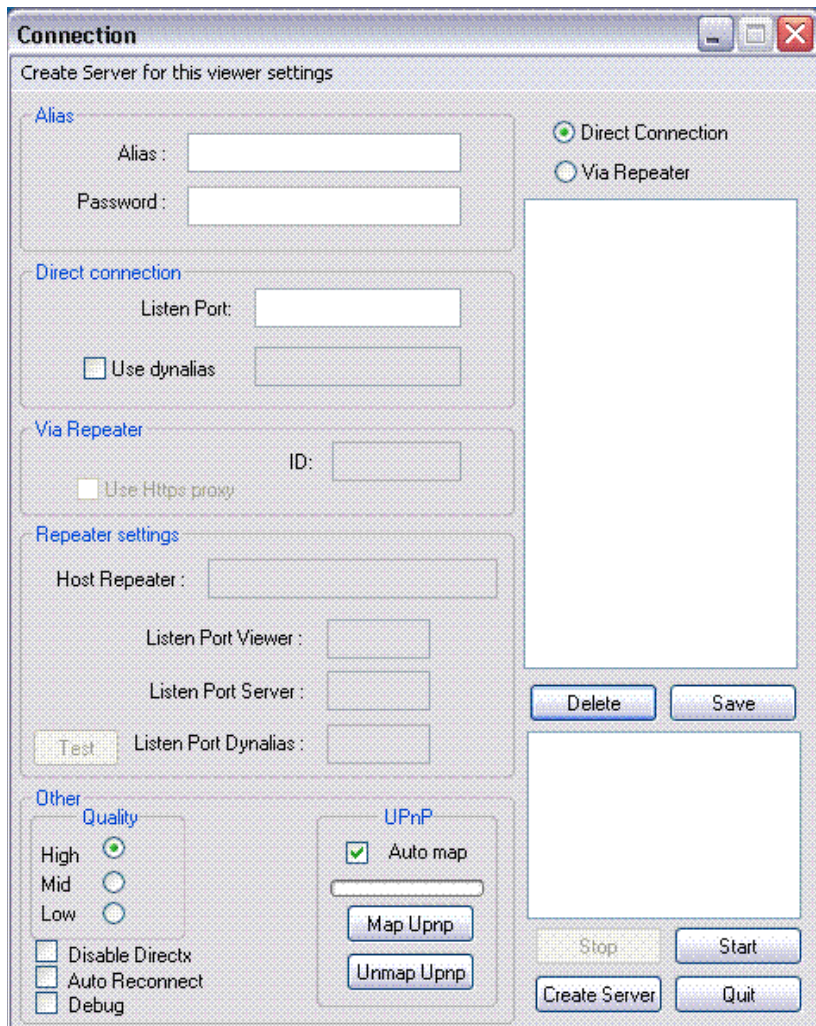 Connection
Create Server for this viewer settings
Alias
Alias :
Password :
Direct Connection
Via Repeater
Direct connection
Listen Port:
Use dynalias
Via Repeater
ID:
Use Https proxy
Repeater settings
Host Repeater :
Listen Port Viewer :
Listen Port Server :
Test
Listen Port Dynalias :
Delete
Save
Other
Quality
High
Mid
Low
Disable Directx
Auto Reconnect
Debug
UPnP
Auto map
Map Upnp
Unmap Upnp
Stop
Start
Create Server
Quit